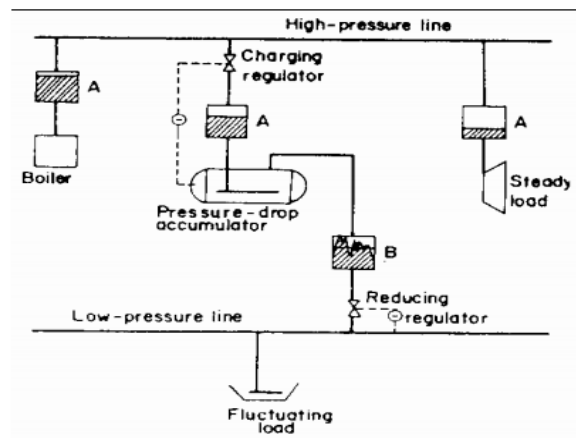 High-pressure line
Charging
regulator
A
A
A
Boiler
Pressure-drop
accumulator
Steady
load
B
Reducing
regulator
Low-pressure line
Fluctuating
load